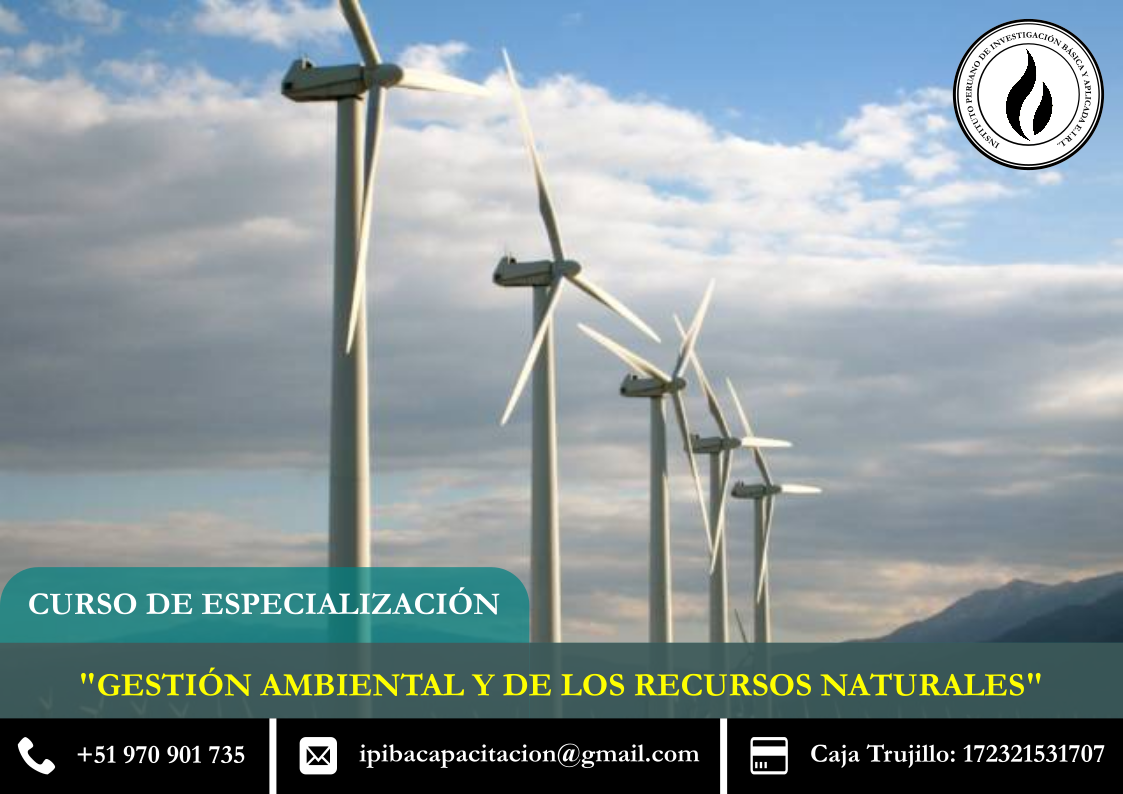 INSTITUTO PERUANO DE INVESTIGACIÓN BÁSICA Y APLICADA E.I.R.L.
CURSO DE ESPECIALIZACIÓN
"GESTIÓN AMBIENTAL Y DE LOS RECURSOS NATURALES"
+51 970 901 735
ipibacapacitacion@gmail.com
Caja Trujillo: 172321531707